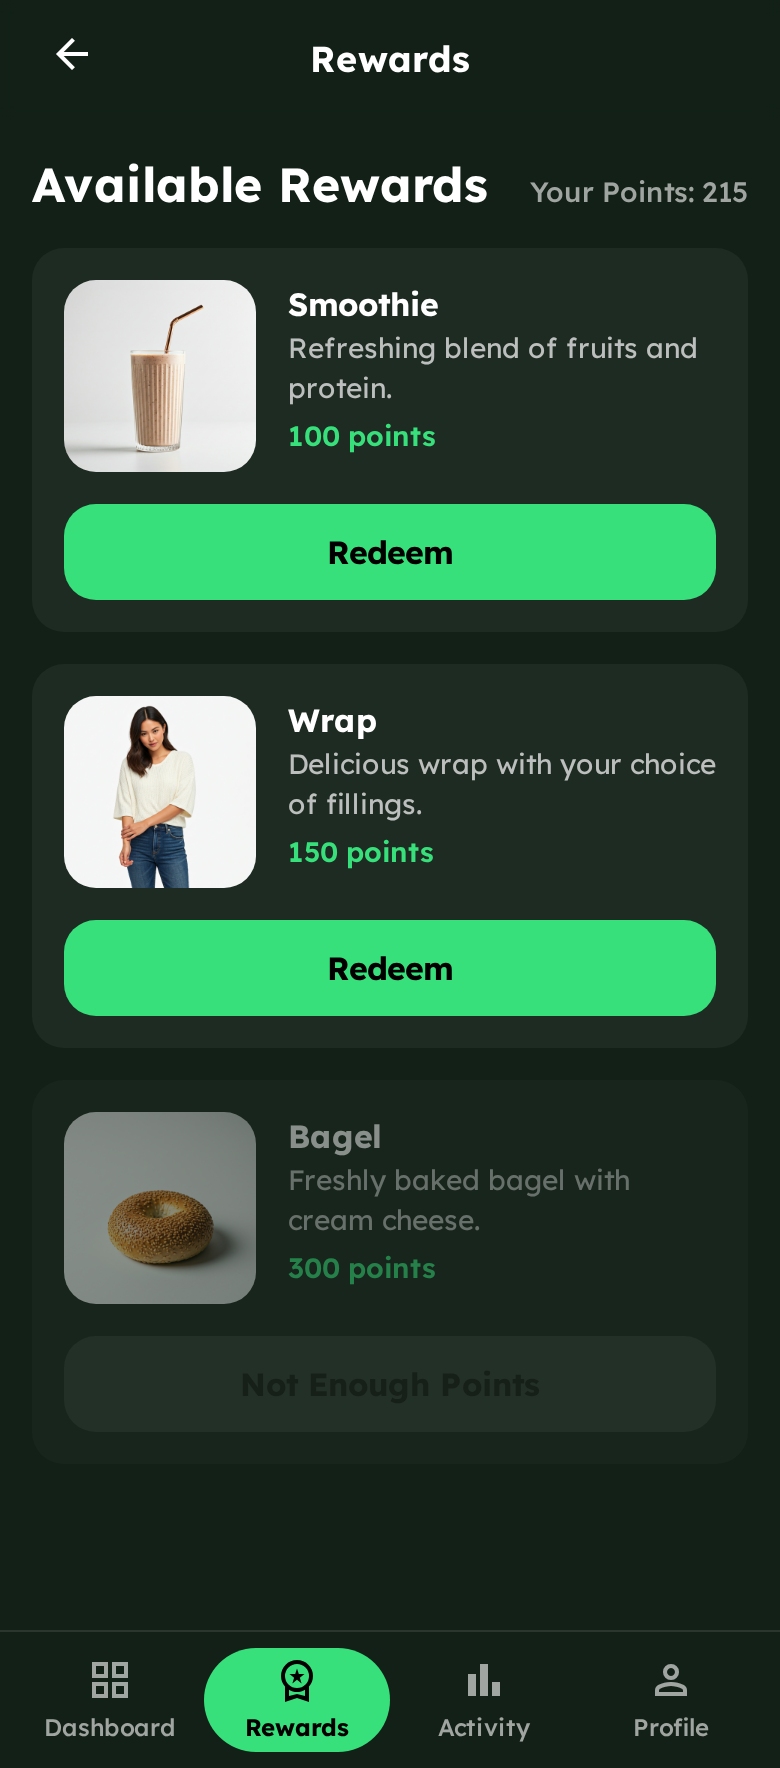 Rewards
Available Rewards
Your Points: 215
Smoothie
Refreshing blend of fruits and
protein.
100 points
Redeem
Wrap
Delicious wrap with your choice
of fillings.
150 points
Redeem
Bagel
Freshly baked bagel with
cream cheese.
300 points
Not Enough Points
Dashboard
Rewards
Activity
Profile